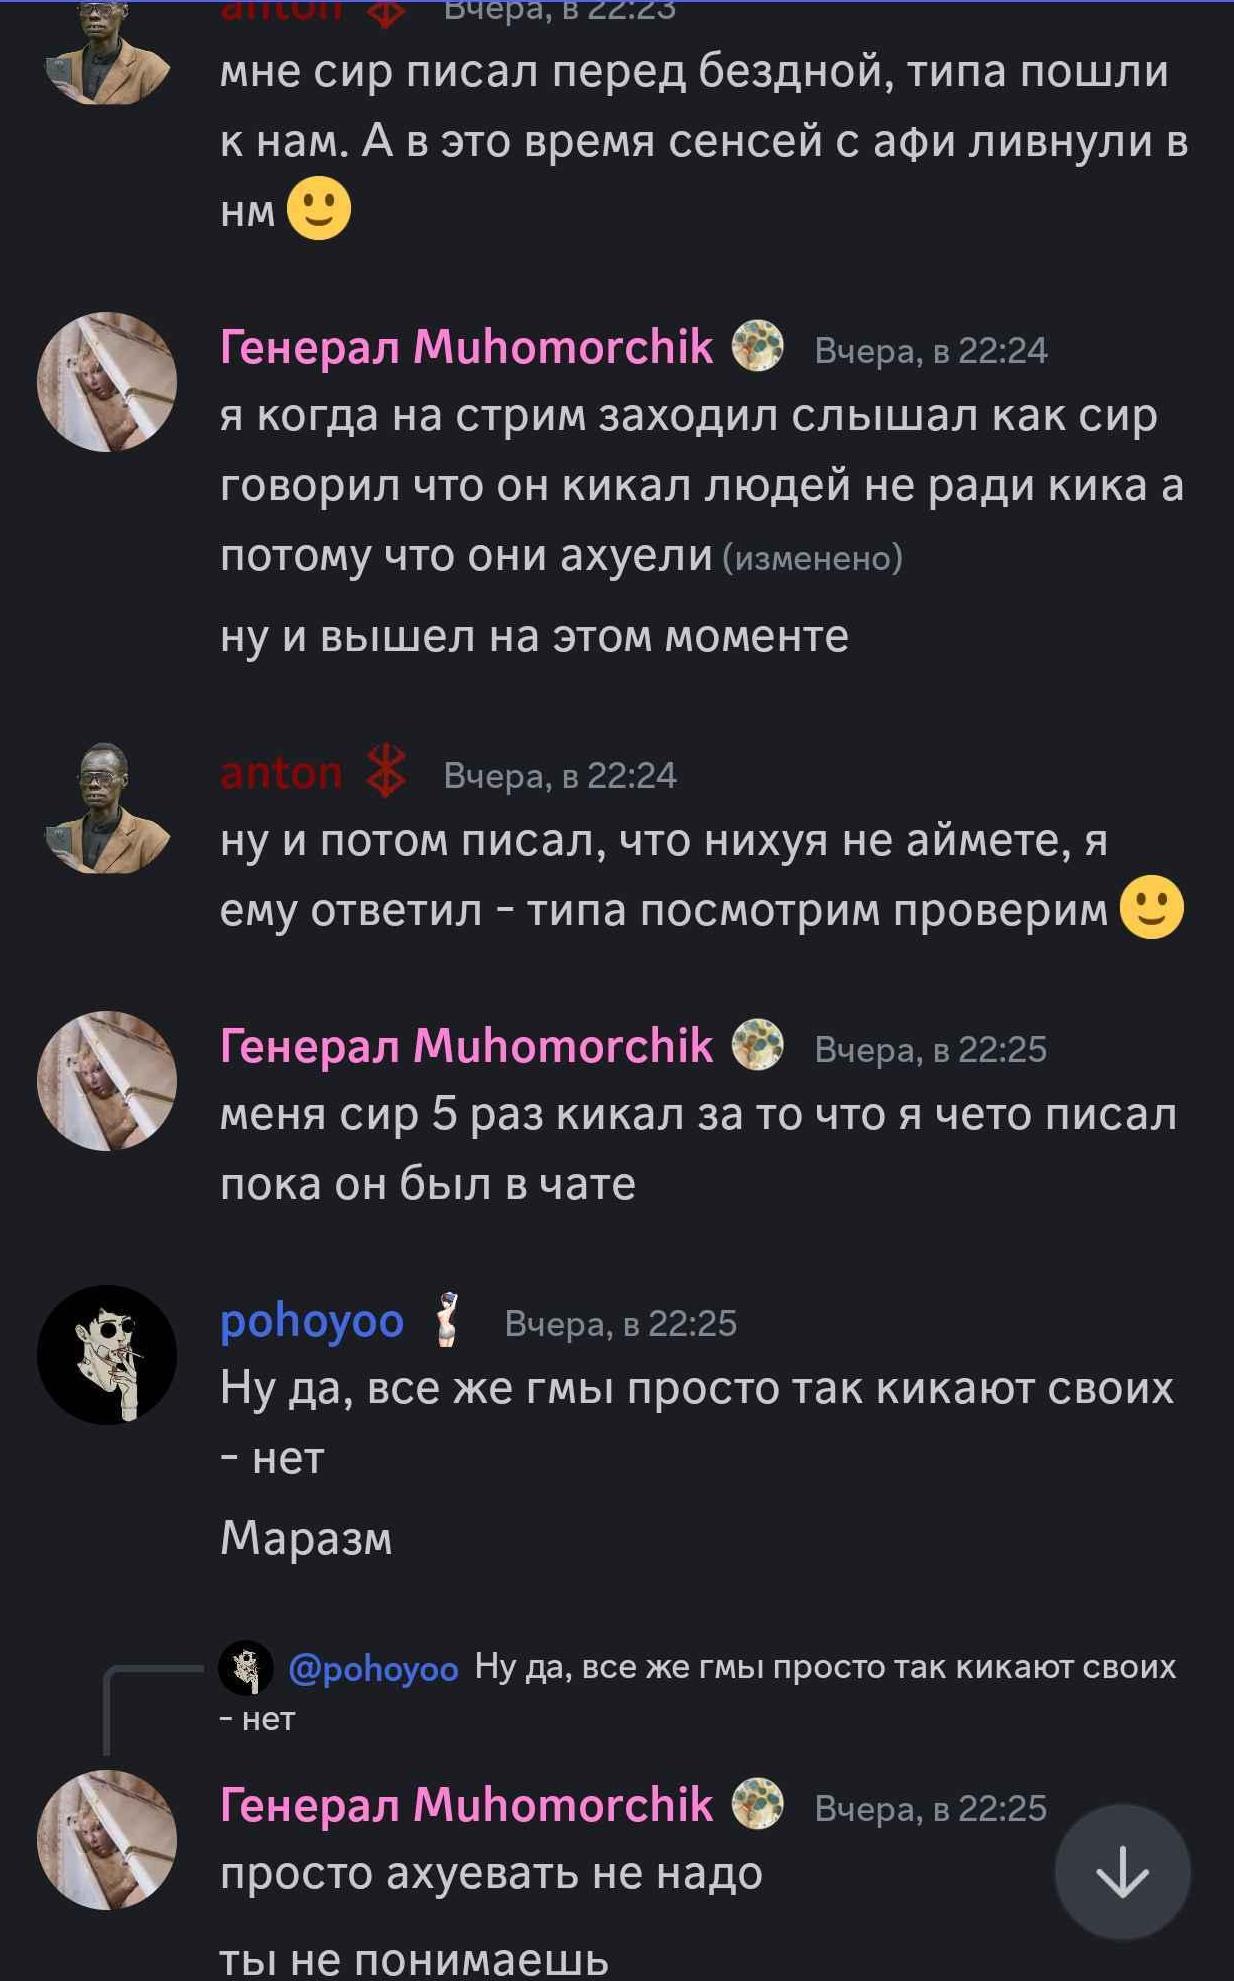 anton Вчера, в 22:23
мне сир писал перед бездной, типа пошли
к нам. А в это время сенсей с афи ливнули в
нм
Генерал Muhomorchik Вчера, в 22:24
я когда на стрим заходил слышал как сир
говорил что он кикал людей не ради кика а
потому что они ахуели (изменено)
ну и вышел на этом моменте
anton Вчера, в 22:24
ну и потом писал, что нихуя не аймете, я
ему ответил - типа посмотрим проверим
Генерал Muhomorchik Вчера, в 22:25
меня сир 5 раз кикал за то что я чето писал
пока он был в чате
pohoyoo Вчера, в 22:25
Ну да, все же гмы просто так кикают своих
- нет
Маразм
@pohoyoo Ну да, все же гмы просто так кикают своих
- нет
Генерал Muhomorchik Вчера, в 22:25
просто ахуевать не надо
ты не понимаешь